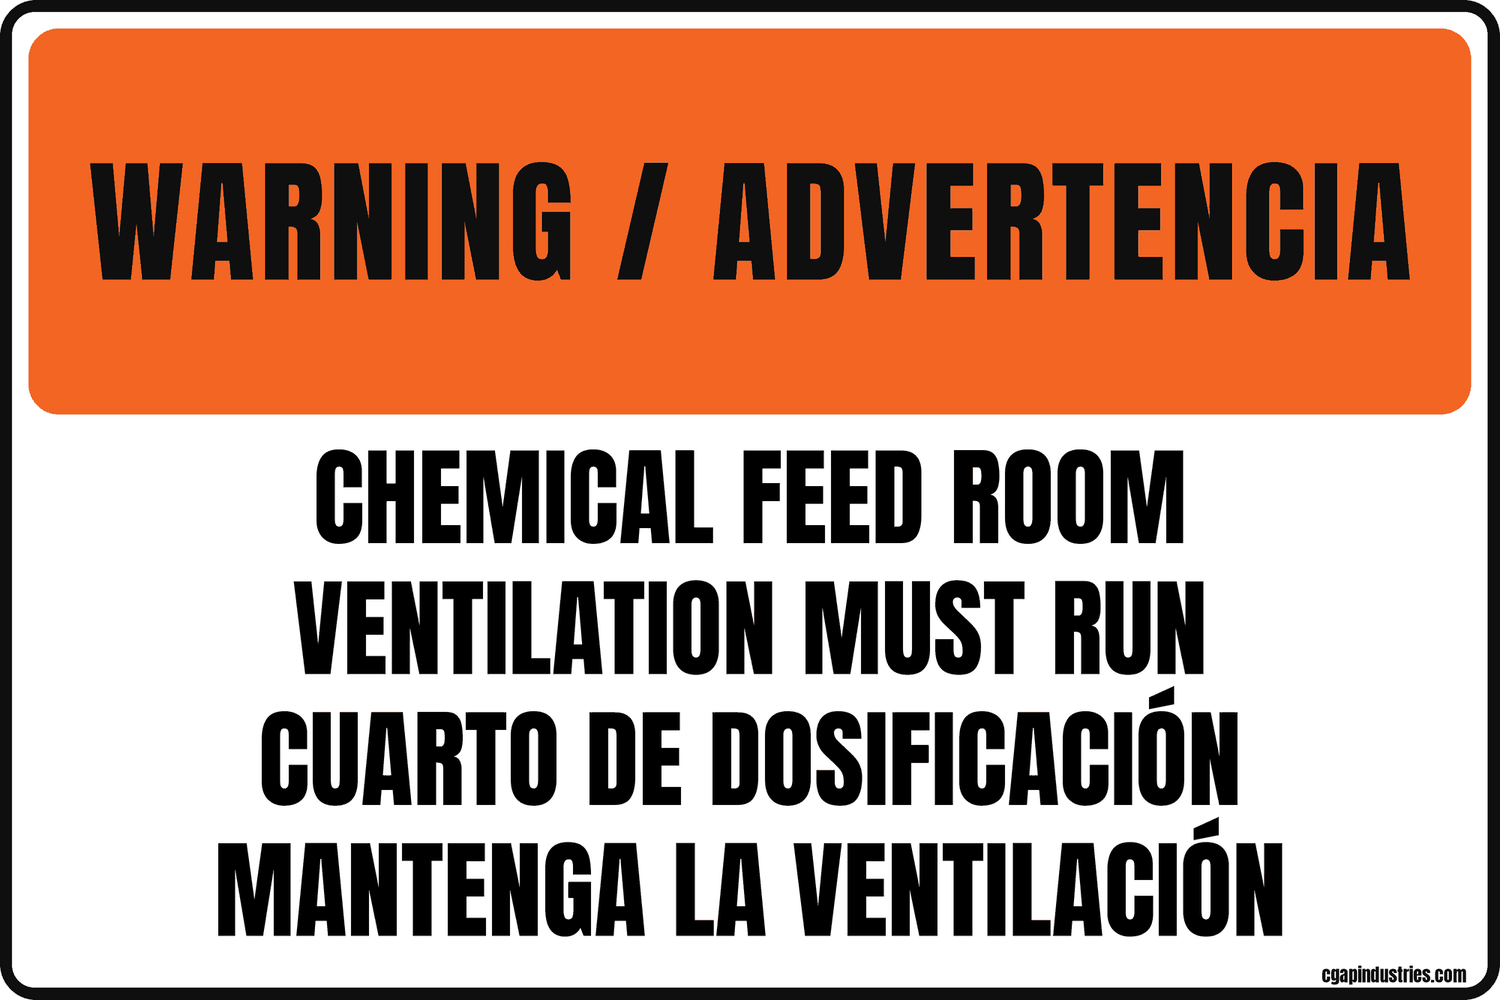 WARNING / ADVERTENCIA
CHEMICAL FEED ROOM
VENTILATION MUST RUN
CUARTO DE DOSIFICACIÓN
MANTENGA LA VENTILACIÓN
cgapindustries.com